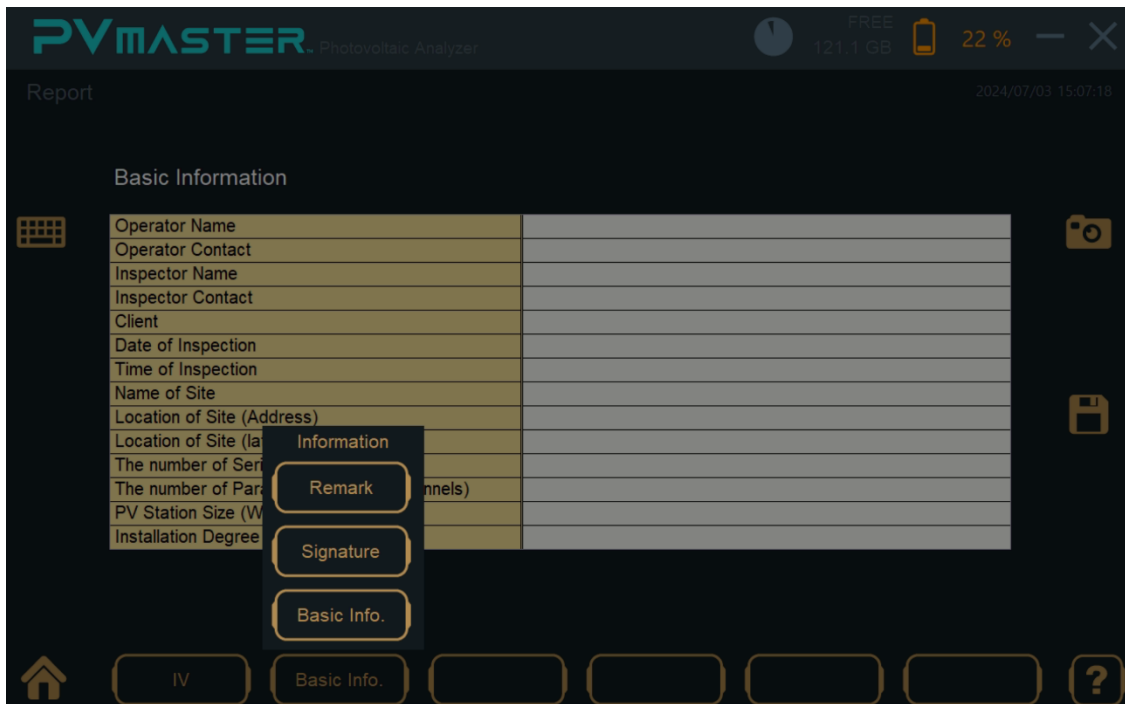 PVMASTER™ Photovoltaic Analyzer
FREE
121.1 GB
22 %
Report
2024/07/03 15:07:18
Basic Information
Operator Name
Operator Contact
Inspector Name
Inspector Contact
Client
Date of Inspection
Time of Inspection
Name of Site
Location of Site (Address)
Location of Site (la
The number of Seri
The number of Para nnels)
PV Station Size (W
Installation Degree
Information
Remark
Signature
Basic Info.
IV
Basic Info.
?